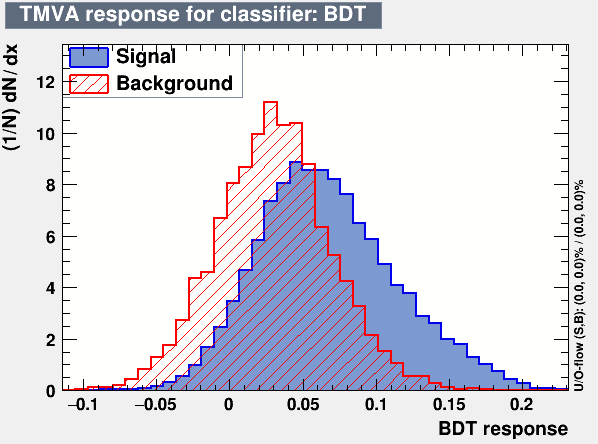 TMVA response for classifier: BDT
Signal
Background
(1/N) dN / dx
12
10
8
6
4
2
0
−0.1 −0.05 0 0.05 0.1 0.15 0.2
BDT response
U/O-flow (S,B): (0.0, 0.0)% / (0.0, 0.0)%